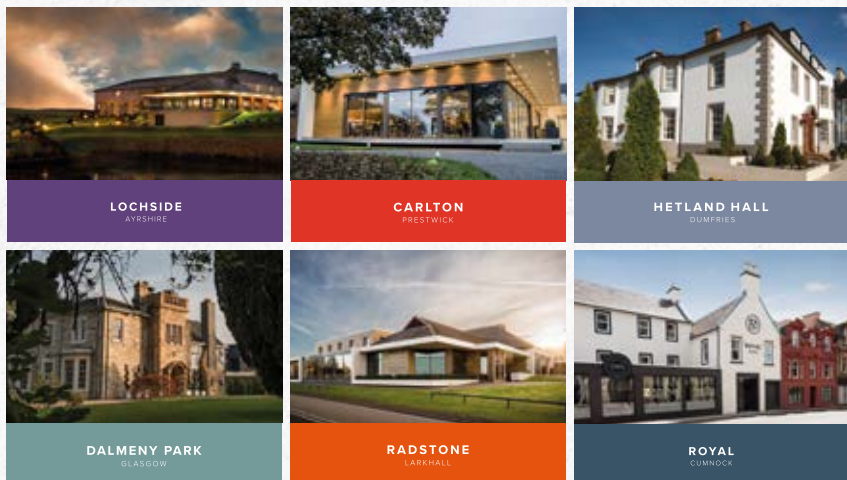 LOCHSIDE
AYRSHIRE
CARLTON
PRESTWICK
HETLAND HALL
DUMFRIES
DALMENY PARK
GLASGOW
RADSTONE
LARKHALL
ROYAL
CUMNOCK